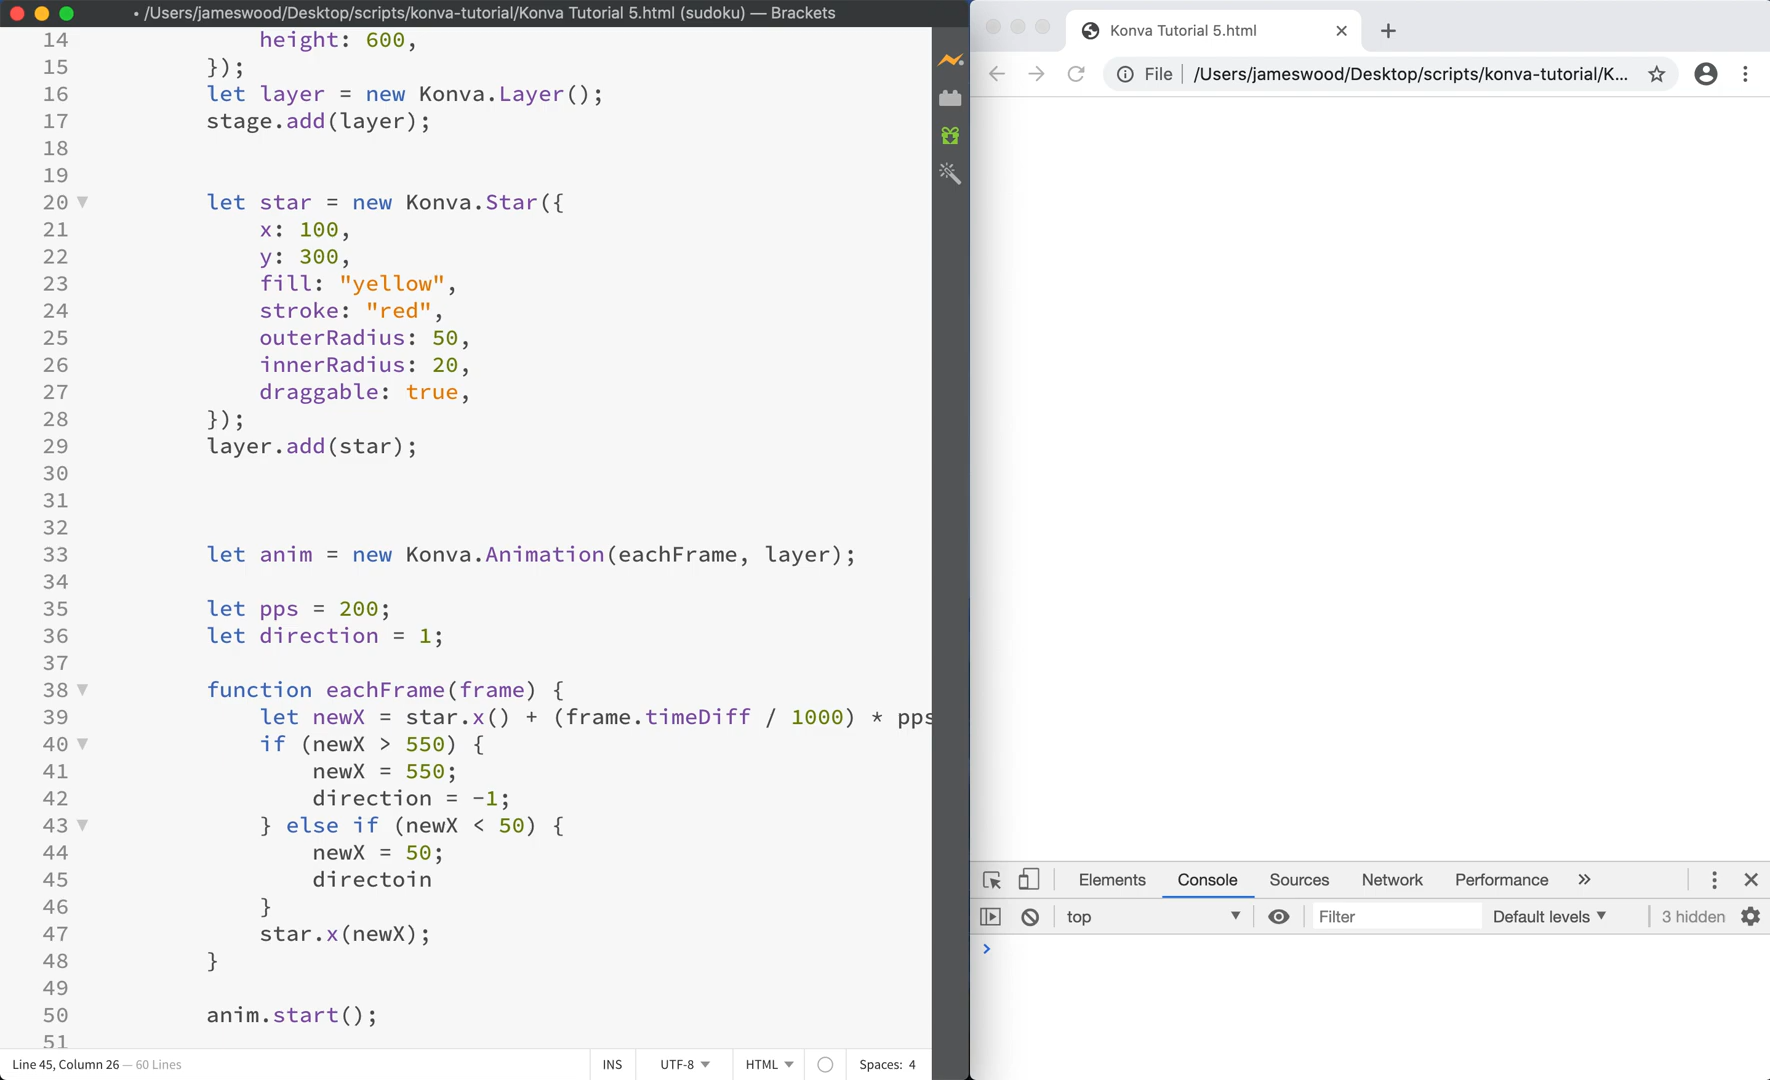 • /Users/jameswood/Desktop/scripts/konva-tutorial/Konva Tutorial 5.html (sudoku) — Brackets
14 height: 600,
15 });
16 let layer = new Konva.Layer();
17 stage.add(layer);
18
19
20 let star = new Konva.Star({
21 x: 100,
22 y: 300,
23 fill: "yellow",
24 stroke: "red",
25 outerRadius: 50,
26 innerRadius: 20,
27 draggable: true,
28 });
29 layer.add(star);
30
31
32
33 let anim = new Konva.Animation(eachFrame, layer);
34
35 let pps = 200;
36 let direction = 1;
37
38 function eachFrame(frame) {
39 let newX = star.x() + (frame.timeDiff / 1000) * pps
40 if (newX > 550) {
41 newX = 550;
42 direction = -1;
43 } else if (newX < 50) {
44 newX = 50;
45 directoin
46 }
47 star.x(newX);
48 }
49
50 anim.start();
51
Line 45, Column 26 — 60 Lines
INS UTF-8 HTML Spaces: 4
Konva Tutorial 5.html
File /Users/jameswood/Desktop/scripts/konva-tutorial/K...
Elements Console Sources Network Performance »
top Filter Default levels 3 hidden